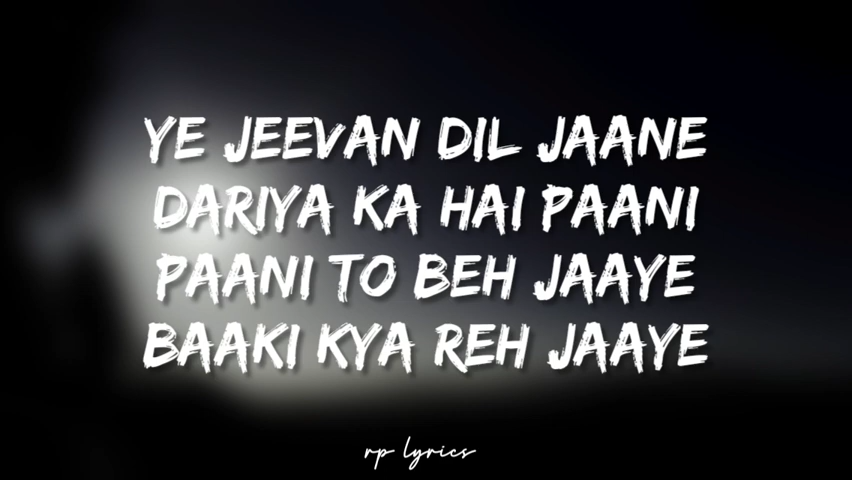 YE JEEVAN DIL JAANE
DARIYA KA HAI PAANI
PAANI TO BEH JAAYE
BAAKI KYA REH JAAYE
rp lyrics